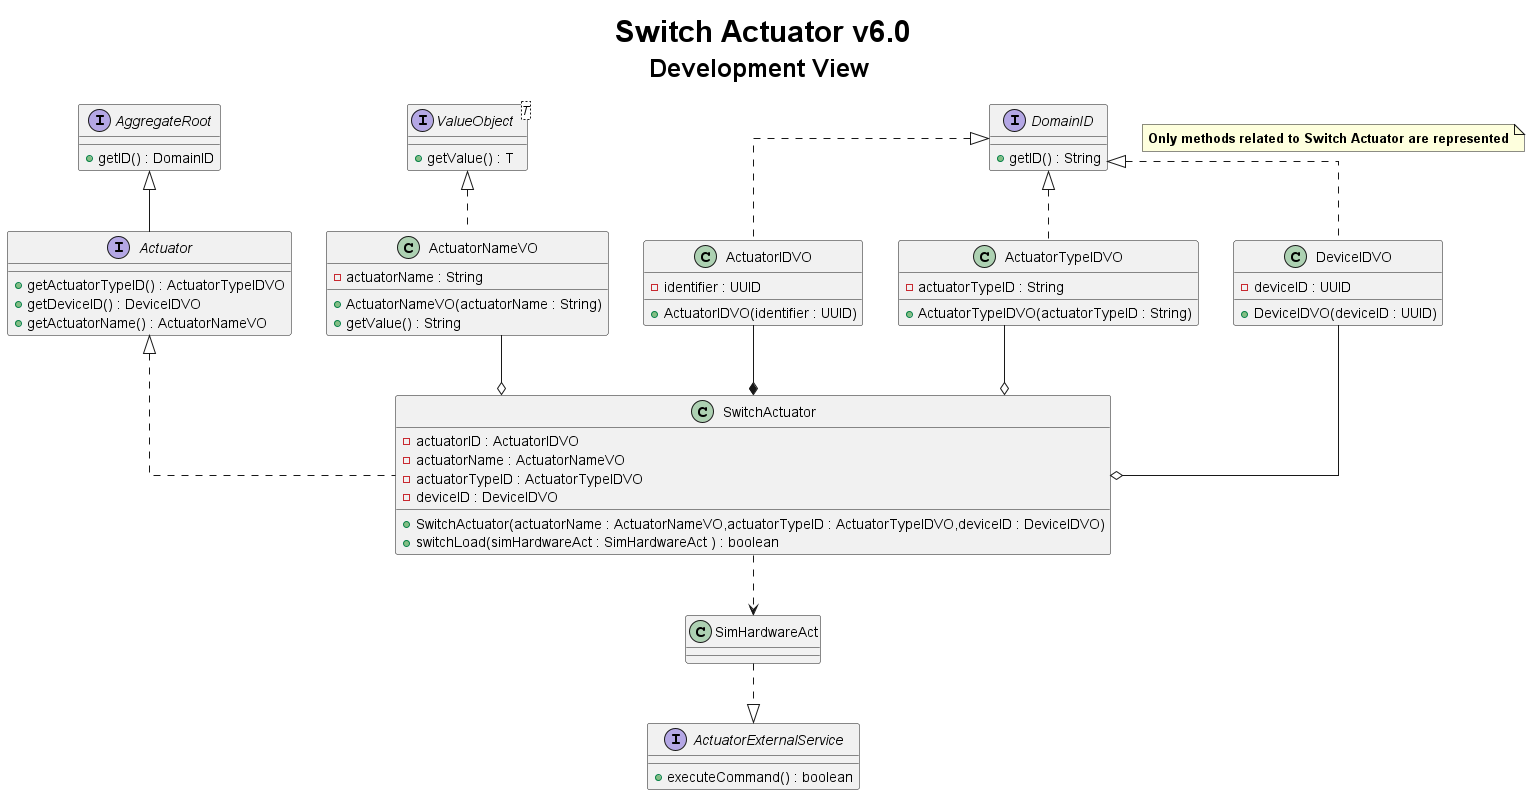 Switch Actuator v6.0
Development View
I AggregateRoot
getID() : DomainID
I ValueObject T
getValue() : T
I DomainID
getID() : String
Only methods related to Switch Actuator are represented
I Actuator
getActuatorTypeID() : ActuatorTypeIDVO
getDeviceID() : DeviceIDVO
getActuatorName() : ActuatorNameVO
C ActuatorNameVO
actuatorName : String
ActuatorNameVO(actuatorName : String)
getValue() : String
C ActuatorIDVO
identifier : UUID
ActuatorIDVO(identifier : UUID)
C ActuatorTypeIDVO
actuatorTypeID : String
ActuatorTypeIDVO(actuatorTypeID : String)
C DeviceIDVO
deviceID : UUID
DeviceIDVO(deviceID : UUID)
C SwitchActuator
actuatorID : ActuatorIDVO
actuatorName : ActuatorNameVO
actuatorTypeID : ActuatorTypeIDVO
deviceID : DeviceIDVO
SwitchActuator(actuatorName : ActuatorNameVO,actuatorTypeID : ActuatorTypeIDVO,deviceID : DeviceIDVO)
switchLoad(simHardwareAct : SimHardwareAct ) : boolean
C SimHardwareAct
I ActuatorExternalService
executeCommand() : boolean